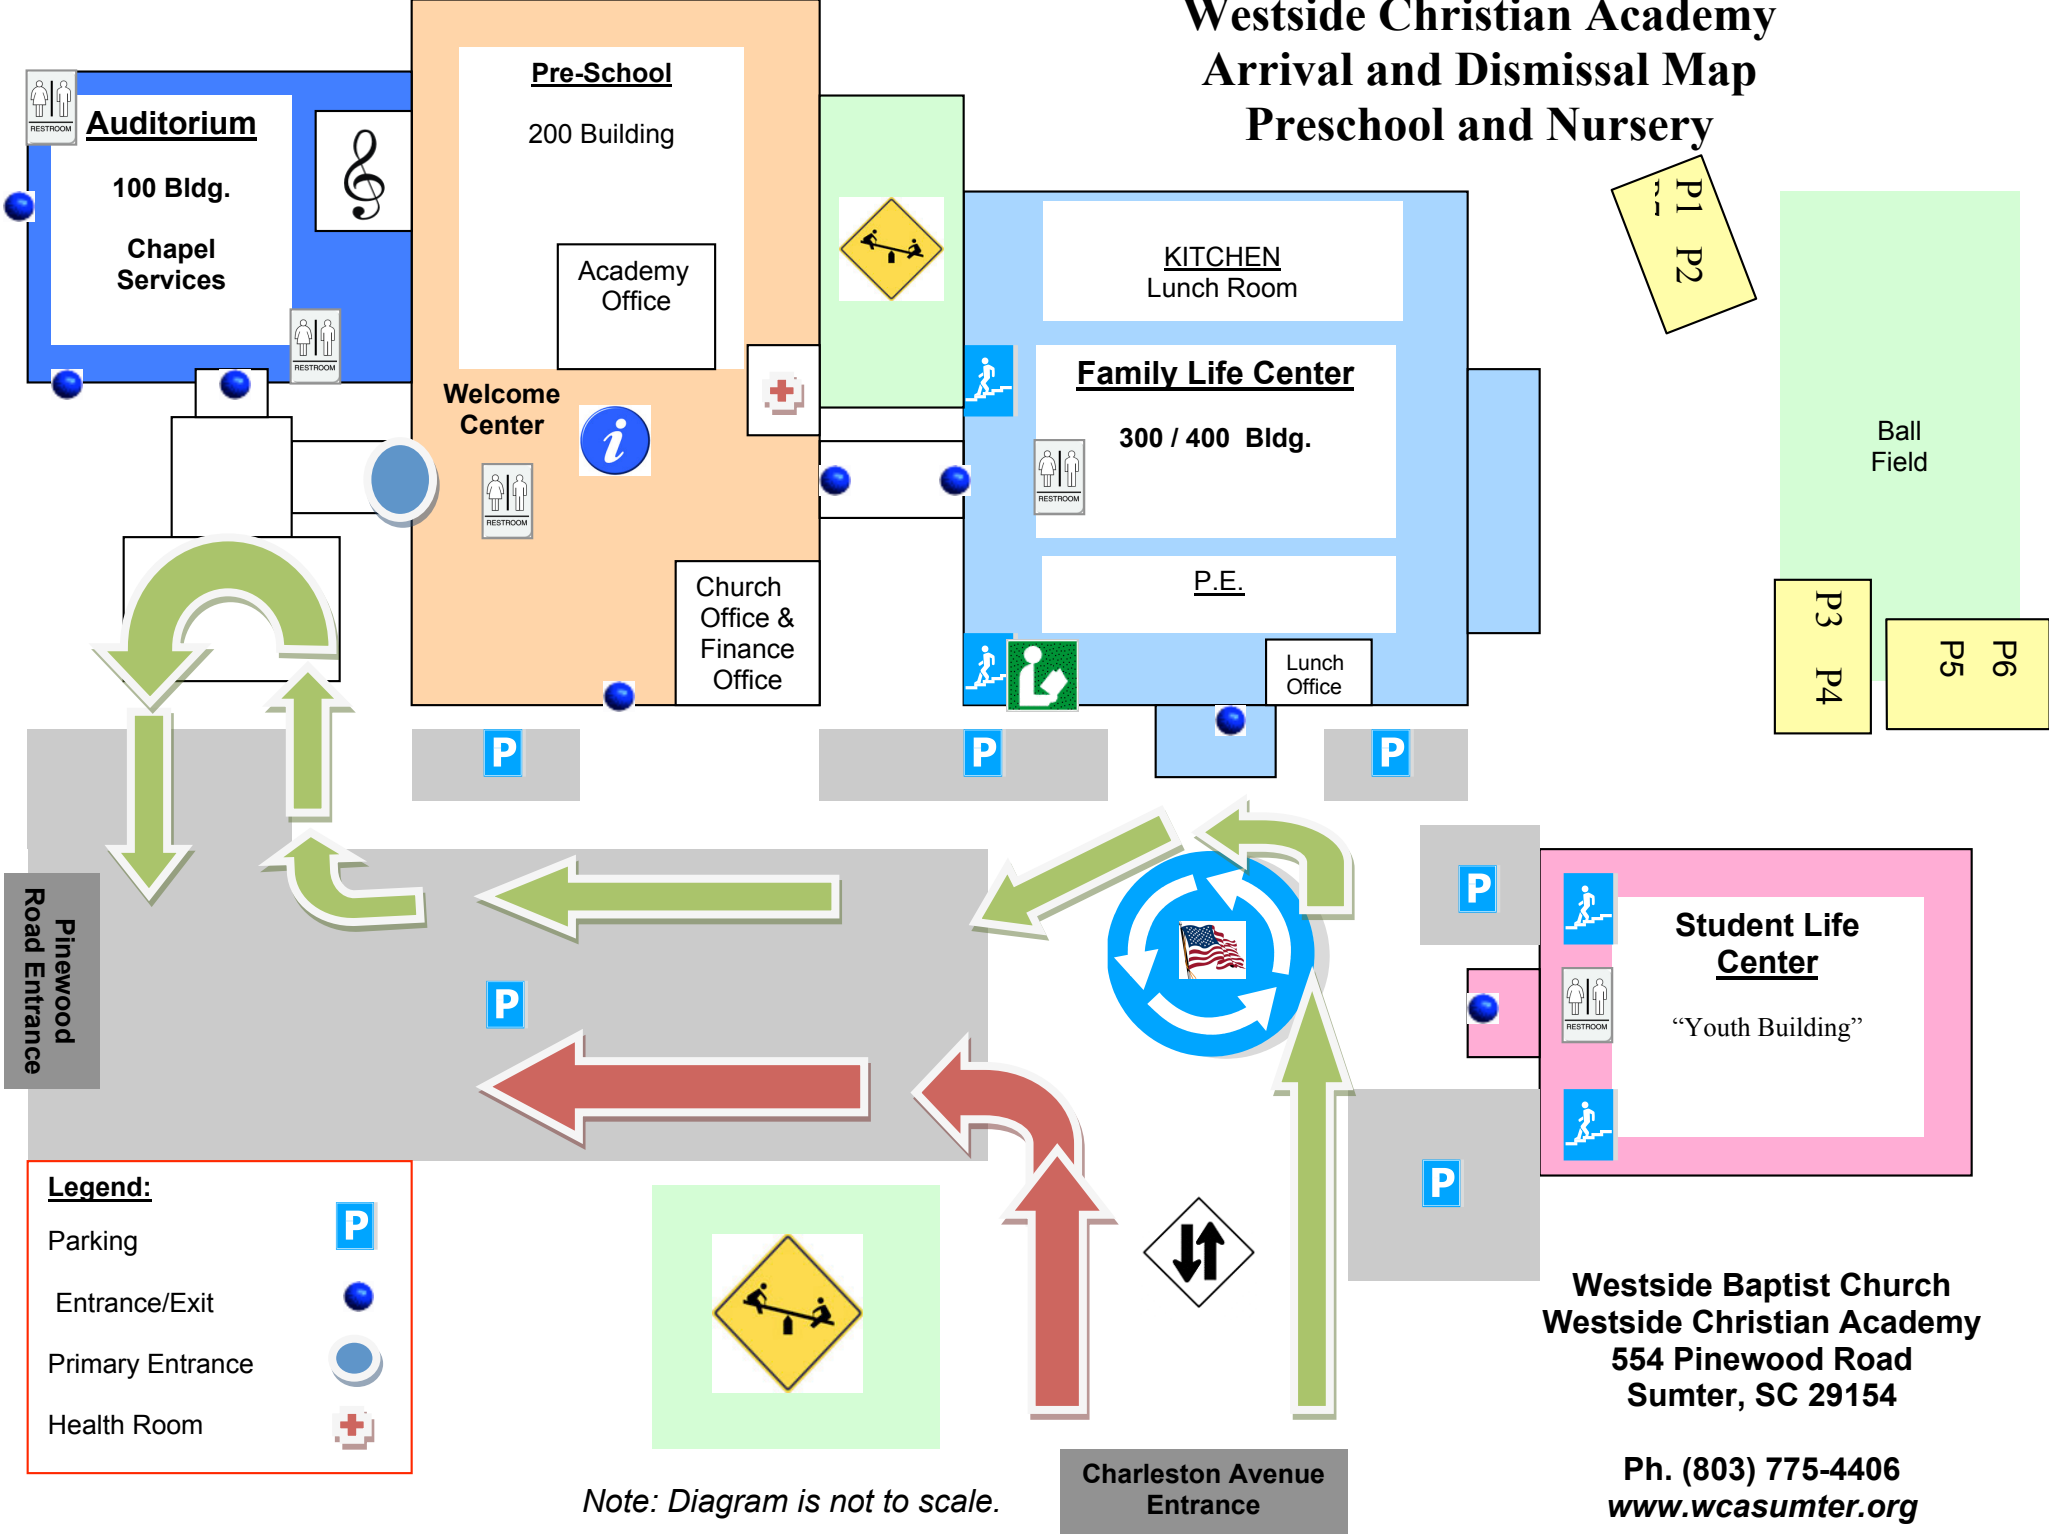 Westside Christian Academy
Arrival and Dismissal Map
Preschool and Nursery
RESTROOM
Auditorium
100 Bldg.
Chapel
Services
RESTROOM
Pre-School
200 Building
Academy
Office
Welcome
Center
i
RESTROOM
Church
Office &
Finance
Office
KITCHEN
Lunch Room
Family Life Center
300 / 400 Bldg.
RESTROOM
P.E.
Lunch
Office
P1 P2
Ball
Field
P3 P4
P5
P6
P
P
P
P
P
P
Pinewood
Road Entrance
Student Life
Center
RESTROOM
"Youth Building"
Legend:
Parking P
Entrance/Exit
Primary Entrance
Health Room
Note: Diagram is not to scale.
Charleston Avenue
Entrance
Westside Baptist Church
Westside Christian Academy
554 Pinewood Road
Sumter, SC 29154
Ph. (803) 775-4406
www.wcasumter.org